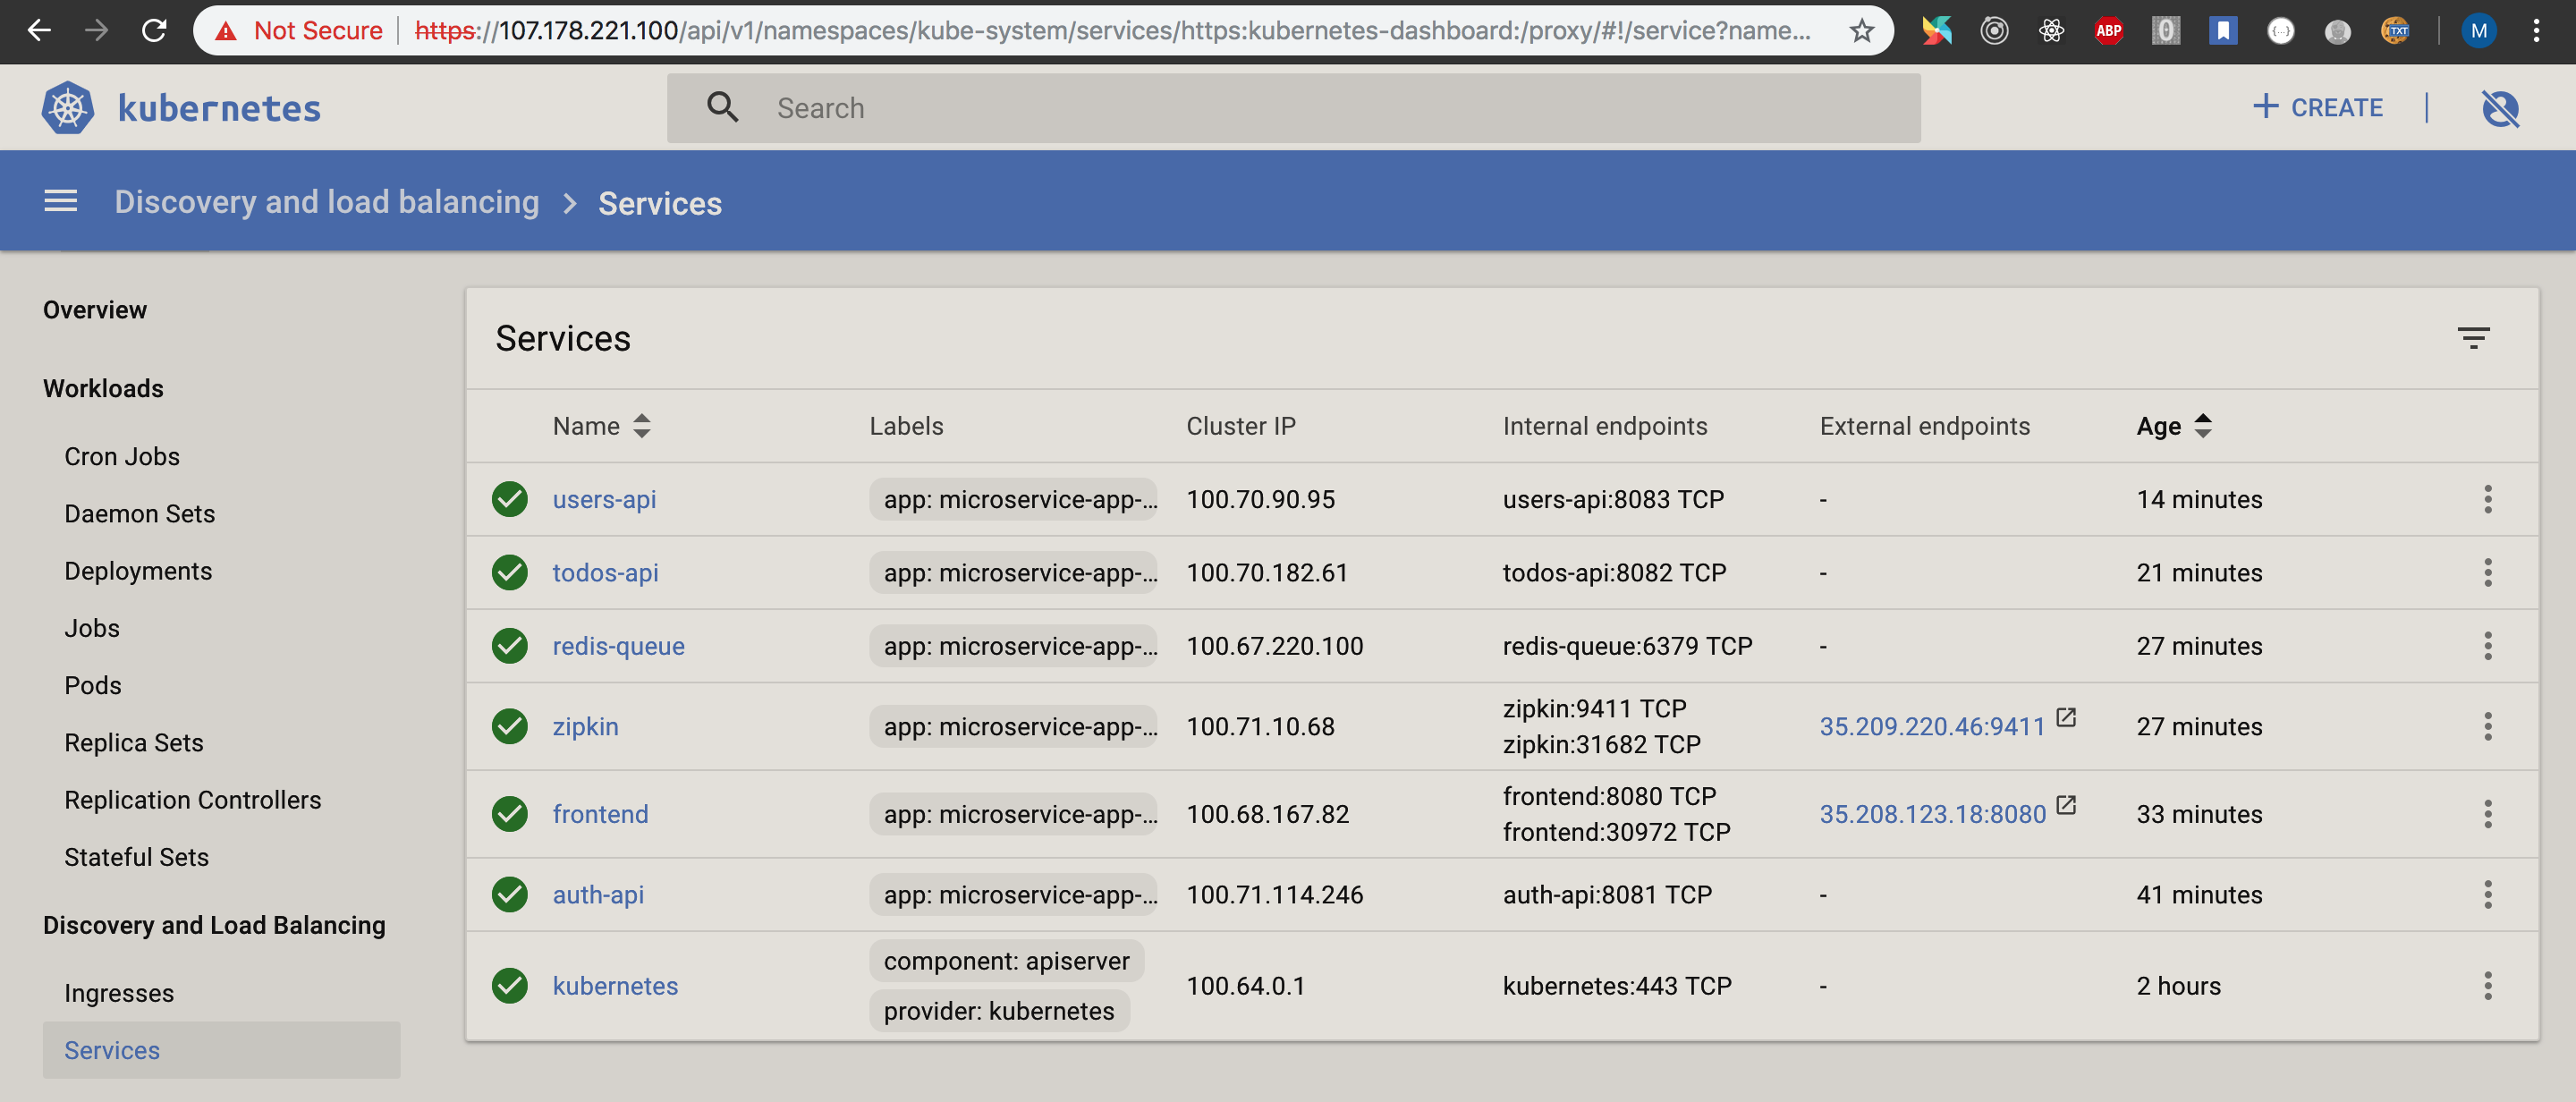 Not Secure https://107.178.221.100/api/v1/namespaces/kube-system/services/https:kubernetes-dashboard:/proxy/#!/service?name...
ABP 0 {...} TXT M
kubernetes Search + CREATE
Discovery and load balancing > Services
Overview
Workloads
Cron Jobs
Daemon Sets
Deployments
Jobs
Pods
Replica Sets
Replication Controllers
Stateful Sets
Discovery and Load Balancing
Ingresses
Services
Services
Name Labels Cluster IP Internal endpoints External endpoints Age
users-api app: microservice-app-... 100.70.90.95 users-api:8083 TCP - 14 minutes
todos-api app: microservice-app-... 100.70.182.61 todos-api:8082 TCP - 21 minutes
redis-queue app: microservice-app-... 100.67.220.100 redis-queue:6379 TCP - 27 minutes
zipkin app: microservice-app-... 100.71.10.68 zipkin:9411 TCP 35.209.220.46:9411 27 minutes
zipkin:31682 TCP
frontend app: microservice-app-... 100.68.167.82 frontend:8080 TCP 35.208.123.18:8080 33 minutes
frontend:30972 TCP
auth-api app: microservice-app-... 100.71.114.246 auth-api:8081 TCP - 41 minutes
kubernetes component: apiserver 100.64.0.1 kubernetes:443 TCP - 2 hours
provider: kubernetes